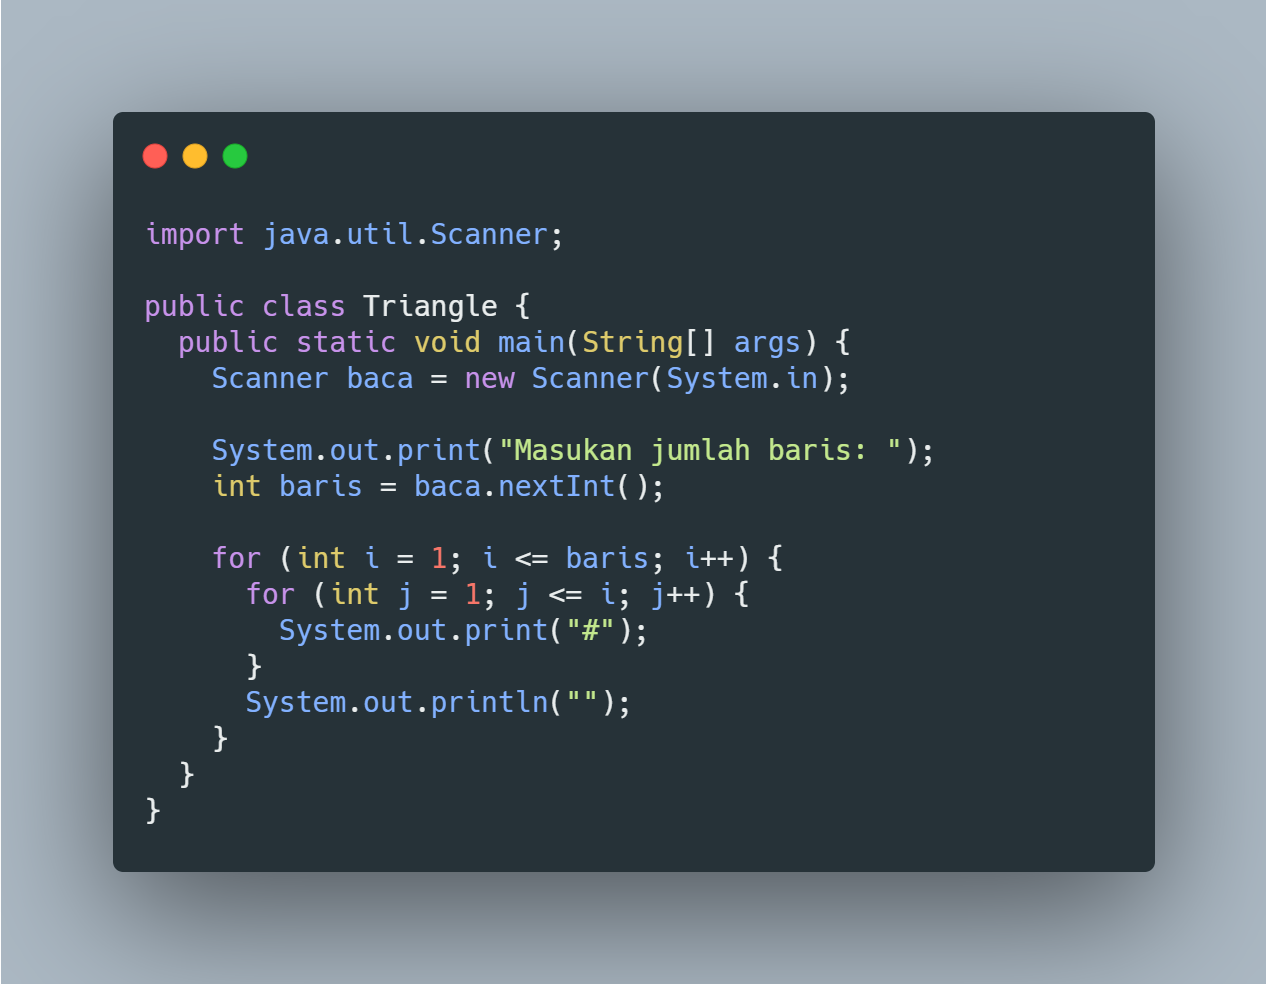 import java.util.Scanner;

public class Triangle {
  public static void main(String[] args) {
    Scanner baca = new Scanner(System.in);

    System.out.print("Masukan jumlah baris: ");
    int baris = baca.nextInt();

    for (int i = 1; i <= baris; i++) {
      for (int j = 1; j <= i; j++) {
        System.out.print("#");
      }
      System.out.println("");
    }
  }
}